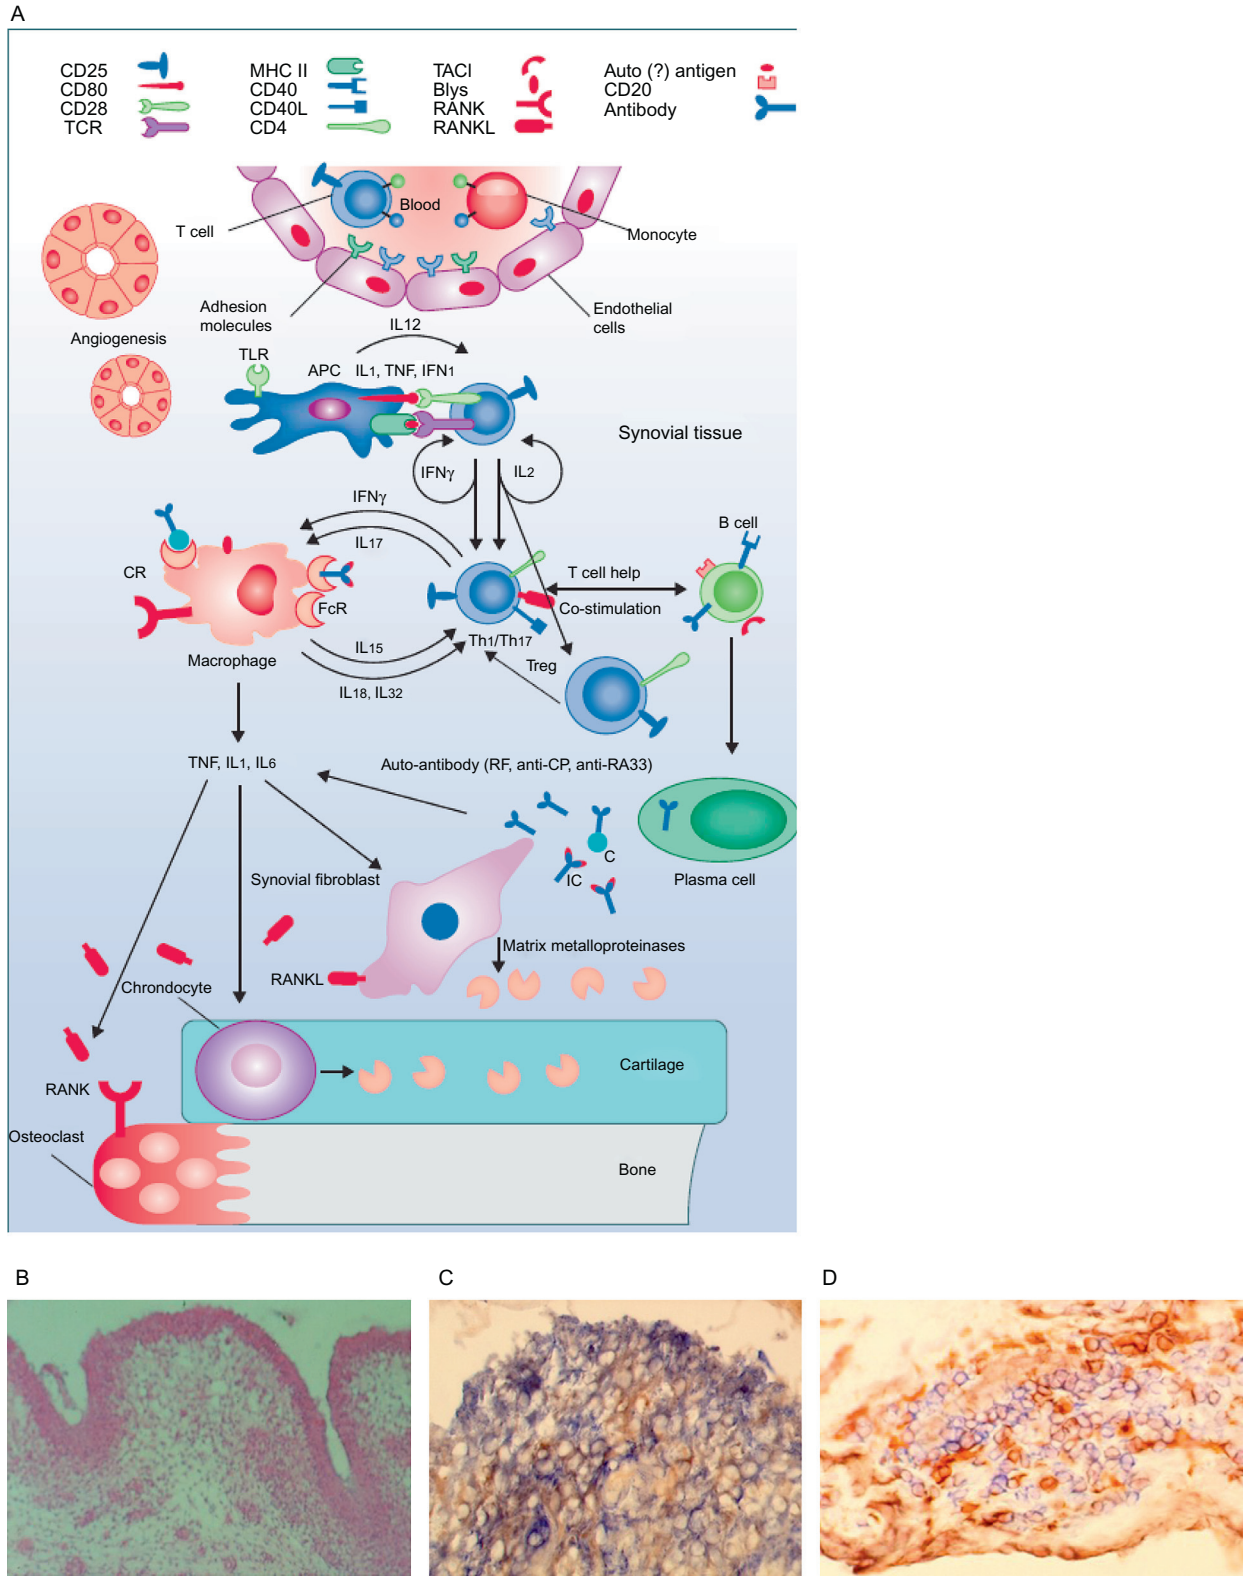 A
CD25
CD80
CD28
TCR
MHC II
CD40
CD40L
CD4
TACI
Blys
RANK
RANKL
Auto (?) antigen
CD20
Antibody
Blood
T cell
Monocyte
Adhesion
molecules
Endothelial
cells
Angiogenesis
IL12
TLR
APC
IL1, TNF, IFN1
Synovial tissue
IFNγ
IL2
IFNγ
IL17
B cell
CR
FcR
T cell help
Co-stimulation
Macrophage
IL15
Th1/Th17
Treg
IL18, IL32
TNF, IL1, IL6
Auto-antibody (RF, anti-CP, anti-RA33)
C
IC
Synovial fibroblast
Plasma cell
Matrix metalloproteinases
RANKL
Chrondocyte
Cartilage
RANK
Osteoclast
Bone
B
C
D